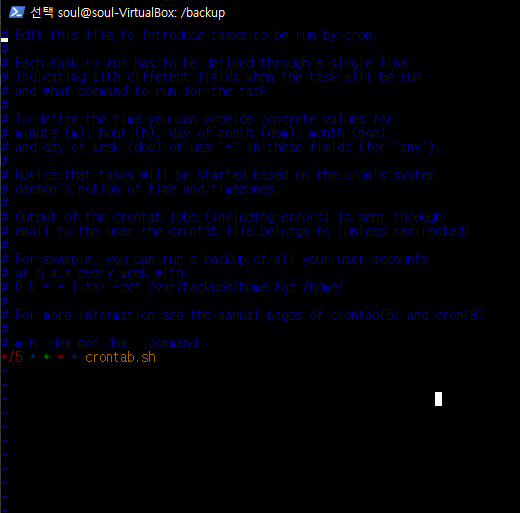 선택 soul@soul-VirtualBox: /backup
# Edit this file to introduce tasks to be run by cron.
#
# Each task to run has to be defined through a single line
# indicating with different fields when the task will be run
# and what command to run for the task
#
# To define the time you can provide concrete values for
# minute (m), hour (h), day of month (dom), month (mon),
# and day of week (dow) or use '*' in these fields (for 'any').
#
# Notice that tasks will be started based on the cron's system
# daemon's notion of time and timezones.
#
# Output of the crontab jobs (including errors) is sent through
# email to the user the crontab file belongs to (unless redirected).
#
# For example, you can run a backup of all your user accounts
# at 5 a.m every week with:
# 0 5 * * 1 tar -zcf /var/backups/home.tgz /home/
#
# For more information see the manual pages of crontab(5) and cron(8)
#
# m h  dom mon dow   command
*/5 * * * * crontab.sh
~
~
~
~
~
~
~
~
~
~
~